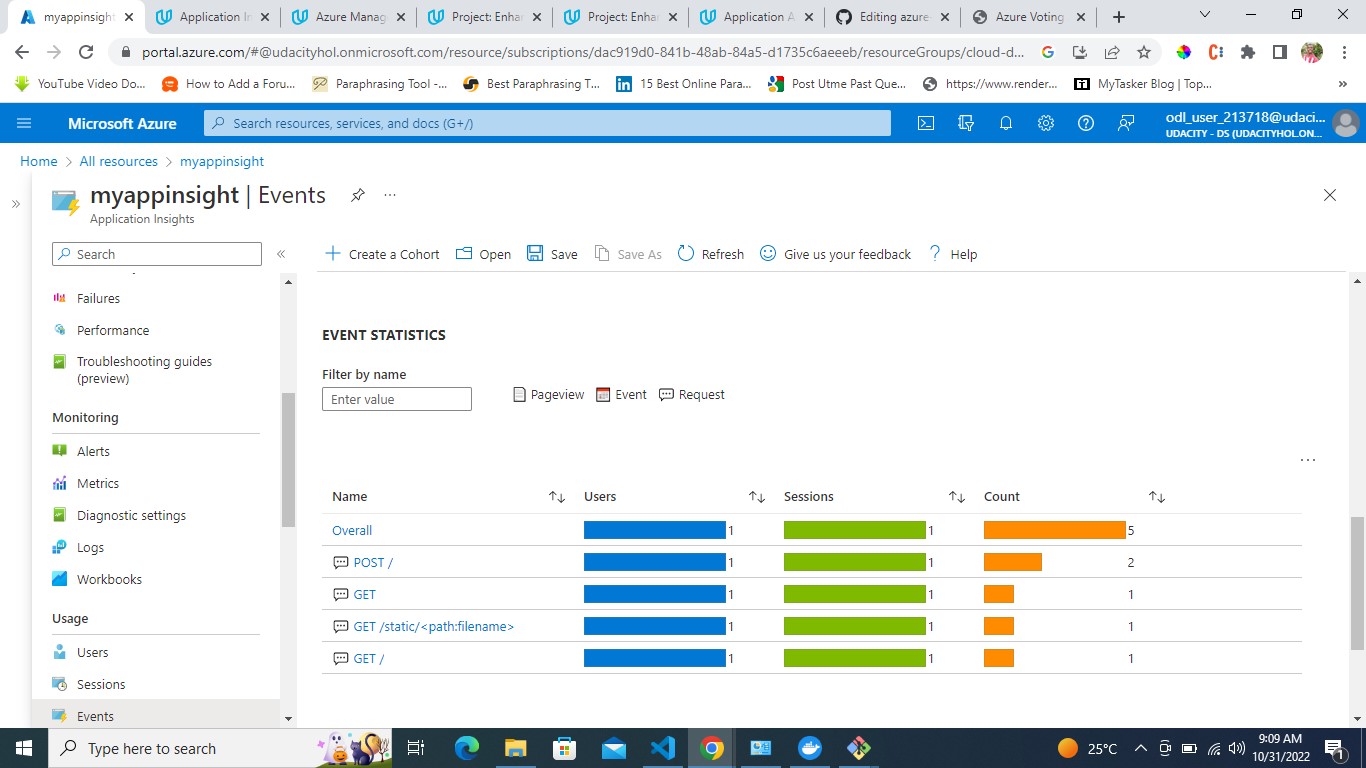 myappinsight
Application In
Azure Manag
Project: Enhan
Project: Enhan
Application A
Editing azure-
Azure Voting
portal.azure.com/#@udacityhol.onmicrosoft.com/resource/subscriptions/dac919d0-841b-48ab-84a5-d1735c6aeeeb/resourceGroups/cloud-d...
YouTube Video Do...
How to Add a Foru...
Paraphrasing Tool -...
Best Paraphrasing T...
15 Best Online Para...
Post Utme Past Que...
https://www.render...
MyTasker Blog | Top...
»
Microsoft Azure
Search resources, services, and docs (G+/)
odl_user_213718@udaci...
UDACITY - DS (UDACITYHOL.ON...
Home > All resources > myappinsight
myappinsight | Events
Application Insights
Search
Create a Cohort
Open
Save
Save As
Refresh
Give us your feedback
Help
Failures
Performance
Troubleshooting guides
(preview)
Monitoring
Alerts
Metrics
Diagnostic settings
Logs
Workbooks
Usage
Users
Sessions
Events
EVENT STATISTICS
Filter by name
Enter value
Pageview
Event
Request
Name Users Sessions Count
Overall 1 1 5
POST / 1 1 2
GET 1 1 1
GET /static/<path:filename> 1 1 1
GET / 1 1 1
Type here to search
25°C
9:09 AM
10/31/2022
1